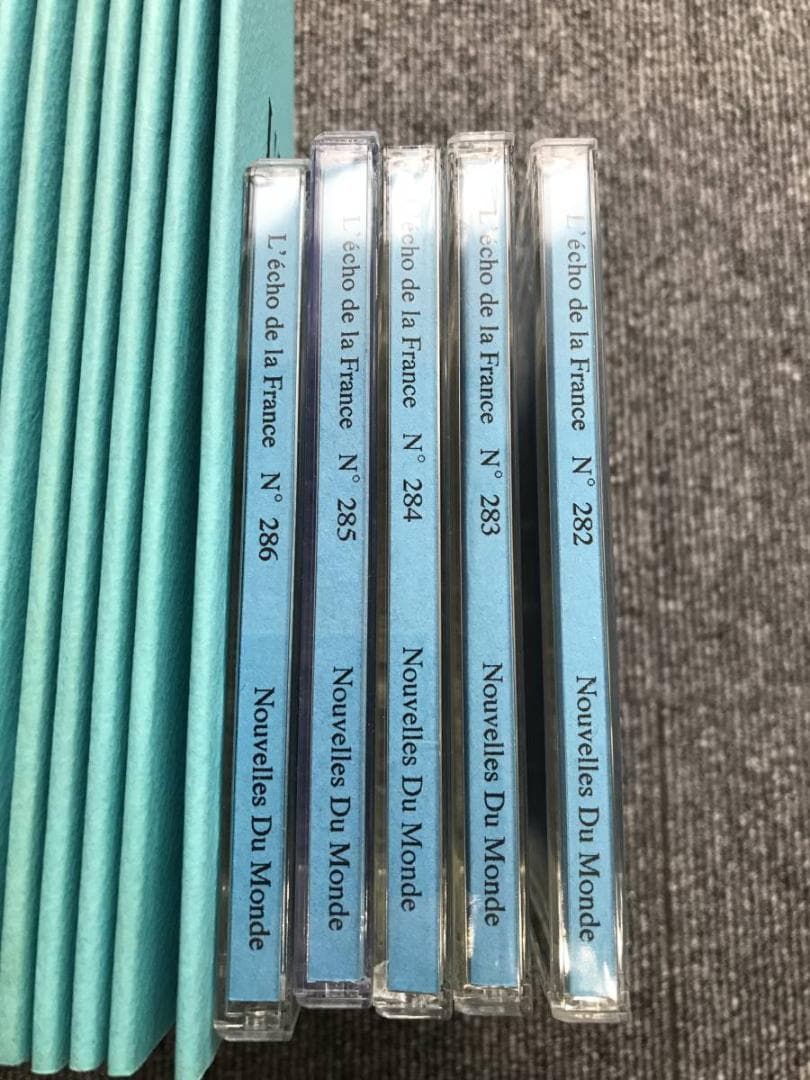 L'écho de la France N° 286 Nouvelles Du Monde
L'écho de la France N° 285 Nouvelles Du Monde
écho de la France N° 284 Nouvelles Du Monde
L'écho de la France N° 283 Nouvelles Du Monde
L'écho de la France N° 282 Nouvelles Du Monde